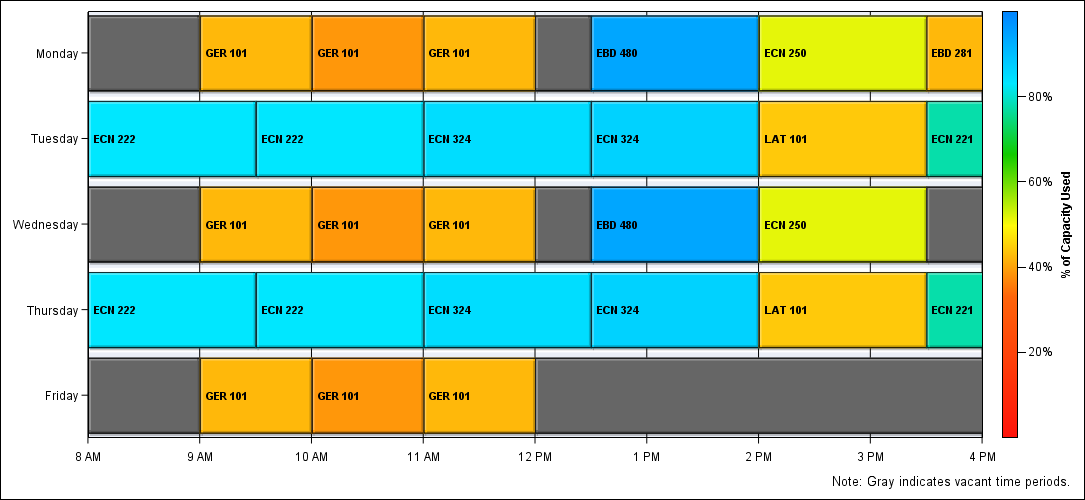 Monday GER 101 GER 101 GER 101 EBD 480 ECN 250 EBD 281
Tuesday ECN 222 ECN 222 ECN 324 ECN 324 LAT 101 ECN 221
Wednesday GER 101 GER 101 GER 101 EBD 480 ECN 250
Thursday ECN 222 ECN 222 ECN 324 ECN 324 LAT 101 ECN 221
Friday GER 101 GER 101 GER 101
8 AM 9 AM 10 AM 11 AM 12 PM 1 PM 2 PM 3 PM 4 PM
80%
60%
40%
20%
% of Capacity Used
Note: Gray indicates vacant time periods.